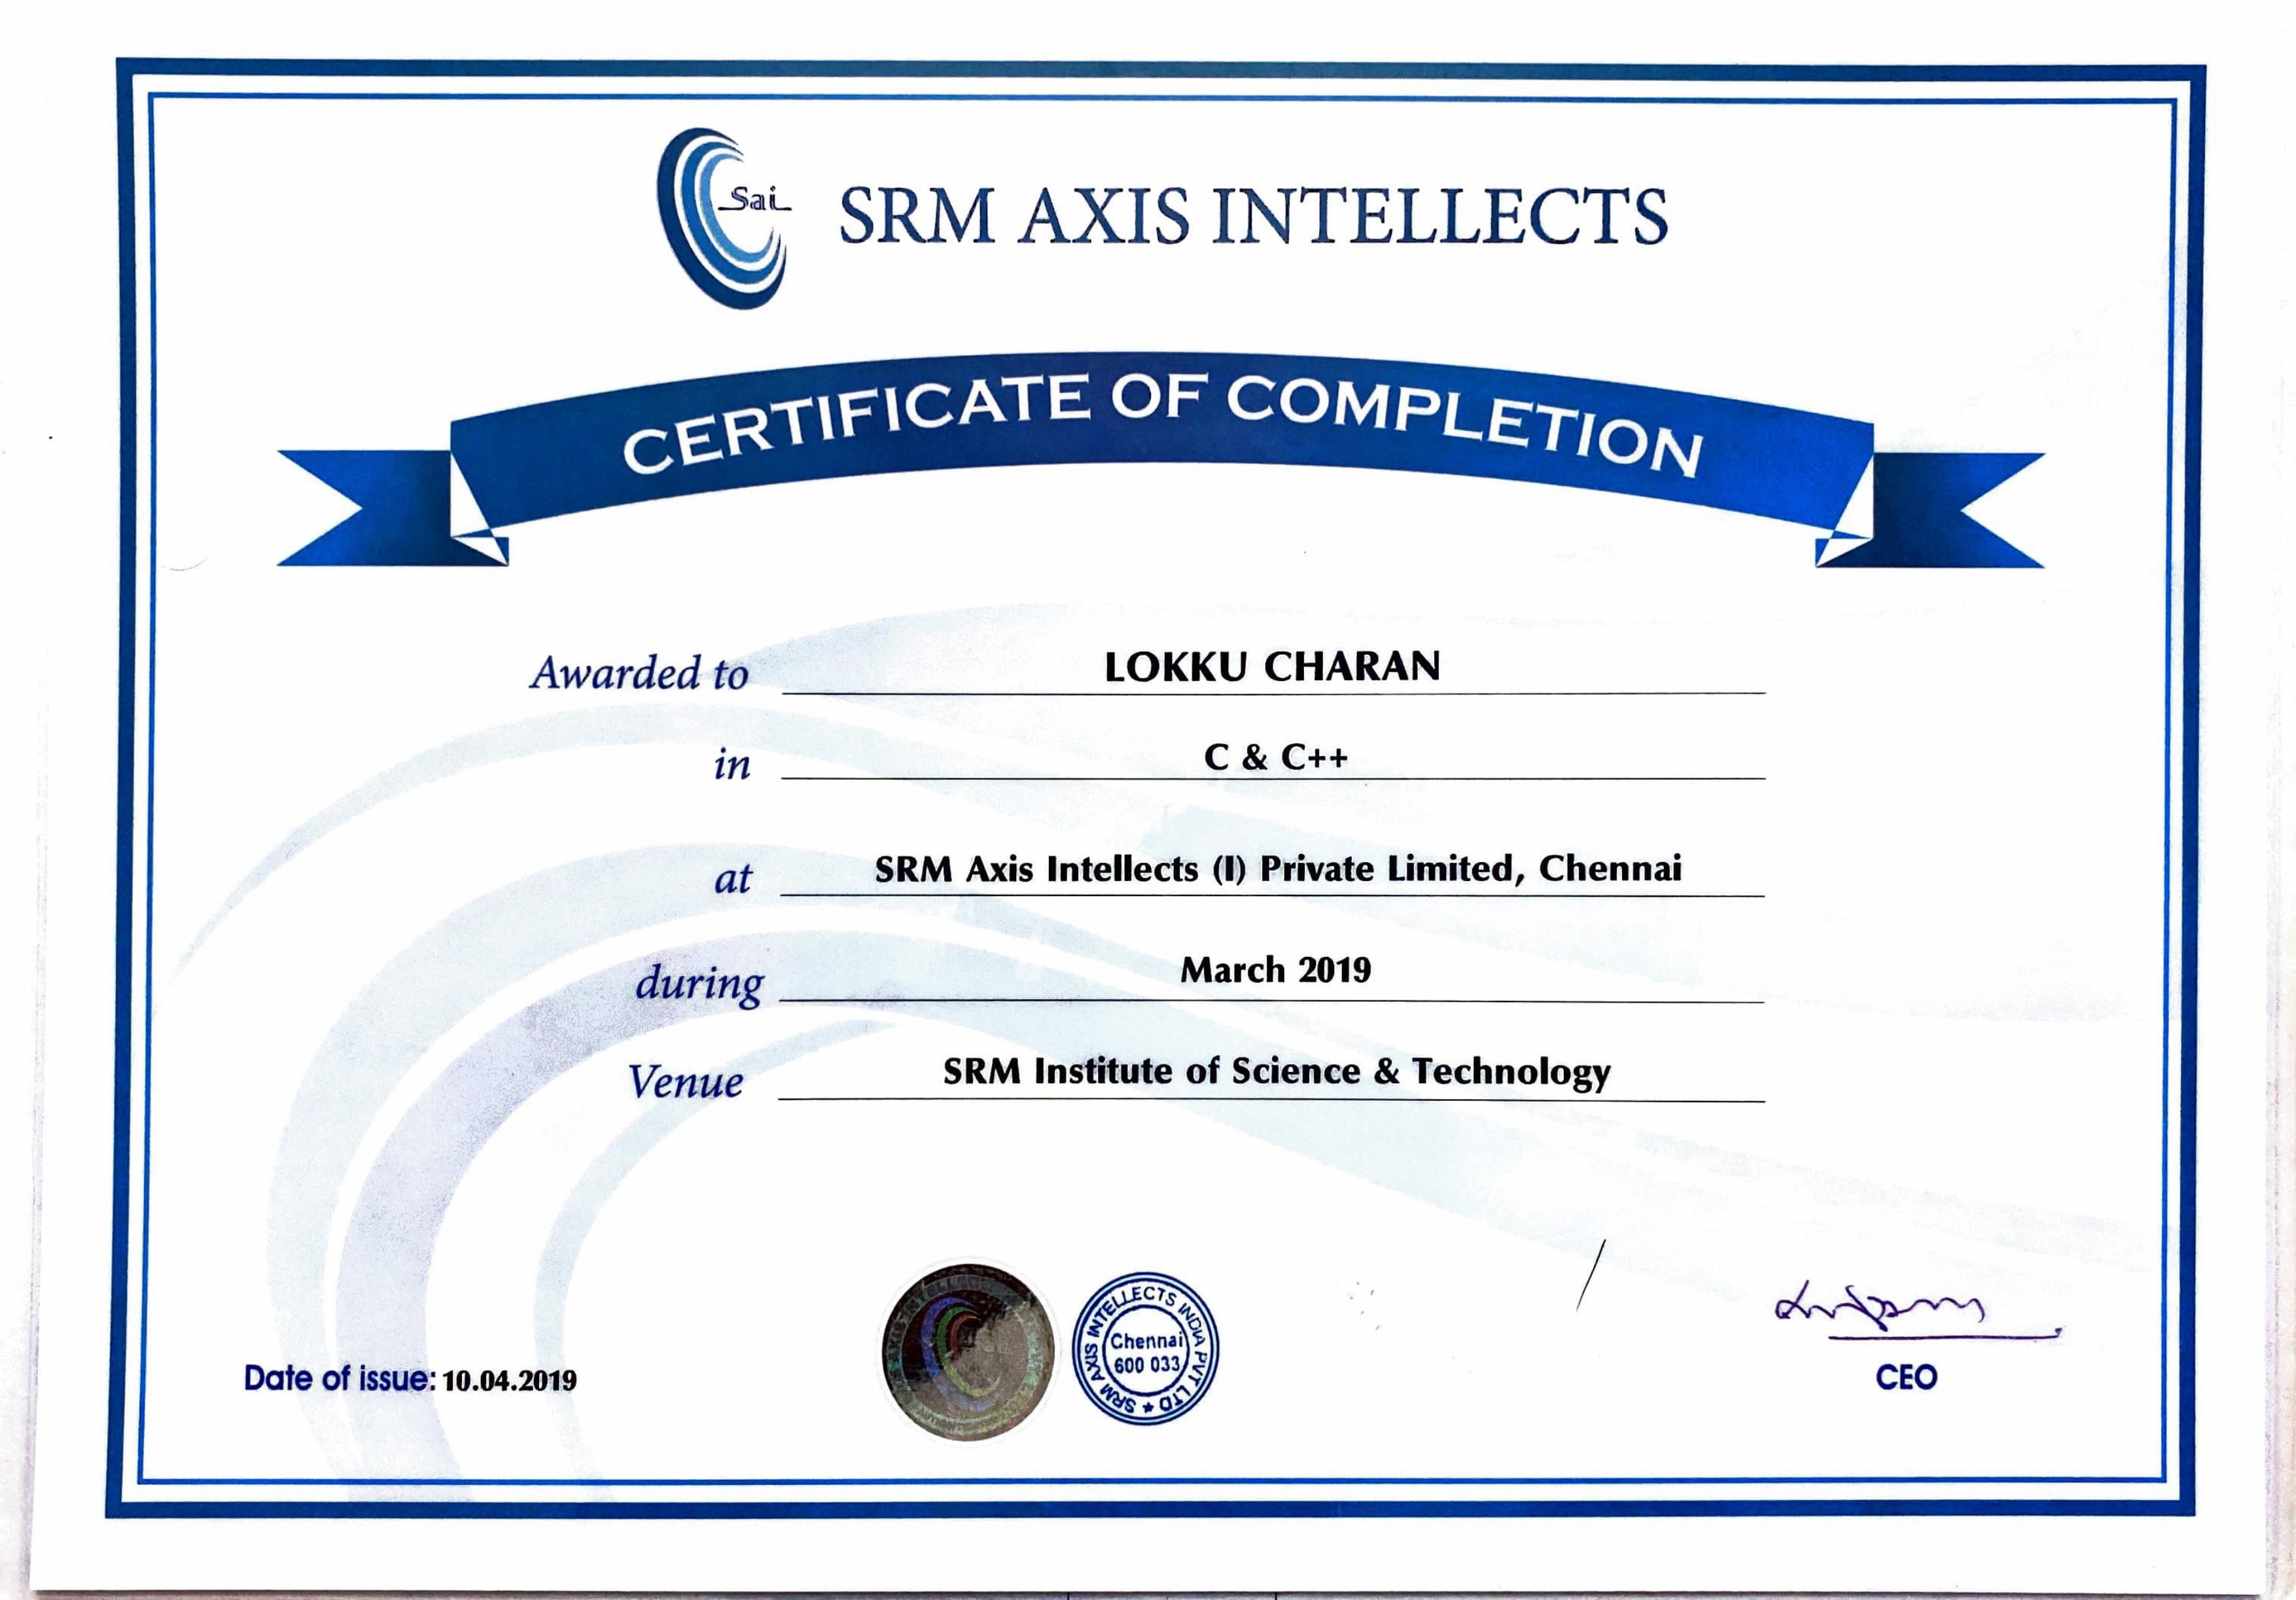 Sai
SRM AXIS INTELLECTS
CERTIFICATE OF COMPLETION
Awarded to LOKKU CHARAN
in C & C++
at SRM Axis Intellects (I) Private Limited, Chennai
during March 2019
Venue SRM Institute of Science & Technology
SRM AXIS INTELLECTS INDIA PVT LTD
Chennai
600 033
Date of issue: 10.04.2019
CEO